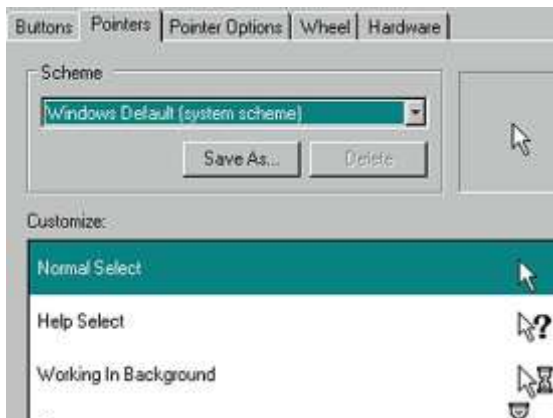 Buttons Pointers Pointer Options Wheel Hardware
Scheme
Windows Default (system scheme)
Save As... Delete
Customize:
Normal Select
Help Select
Working In Background